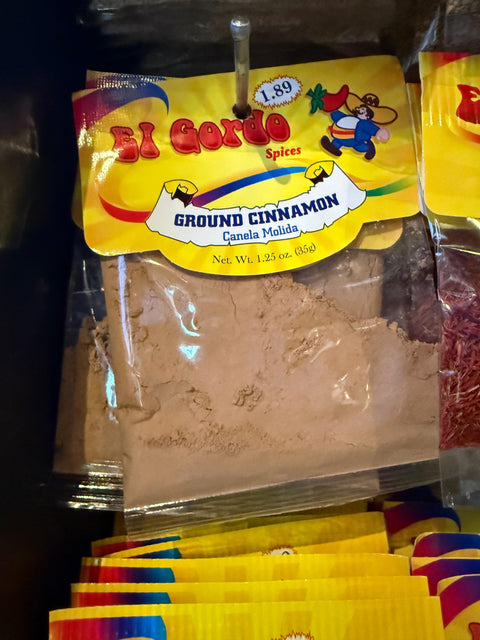 1.89
El Gordo
Spices
GROUND CINNAMON
Canela Molida
Net. Wt. 1.25 oz. (35g)